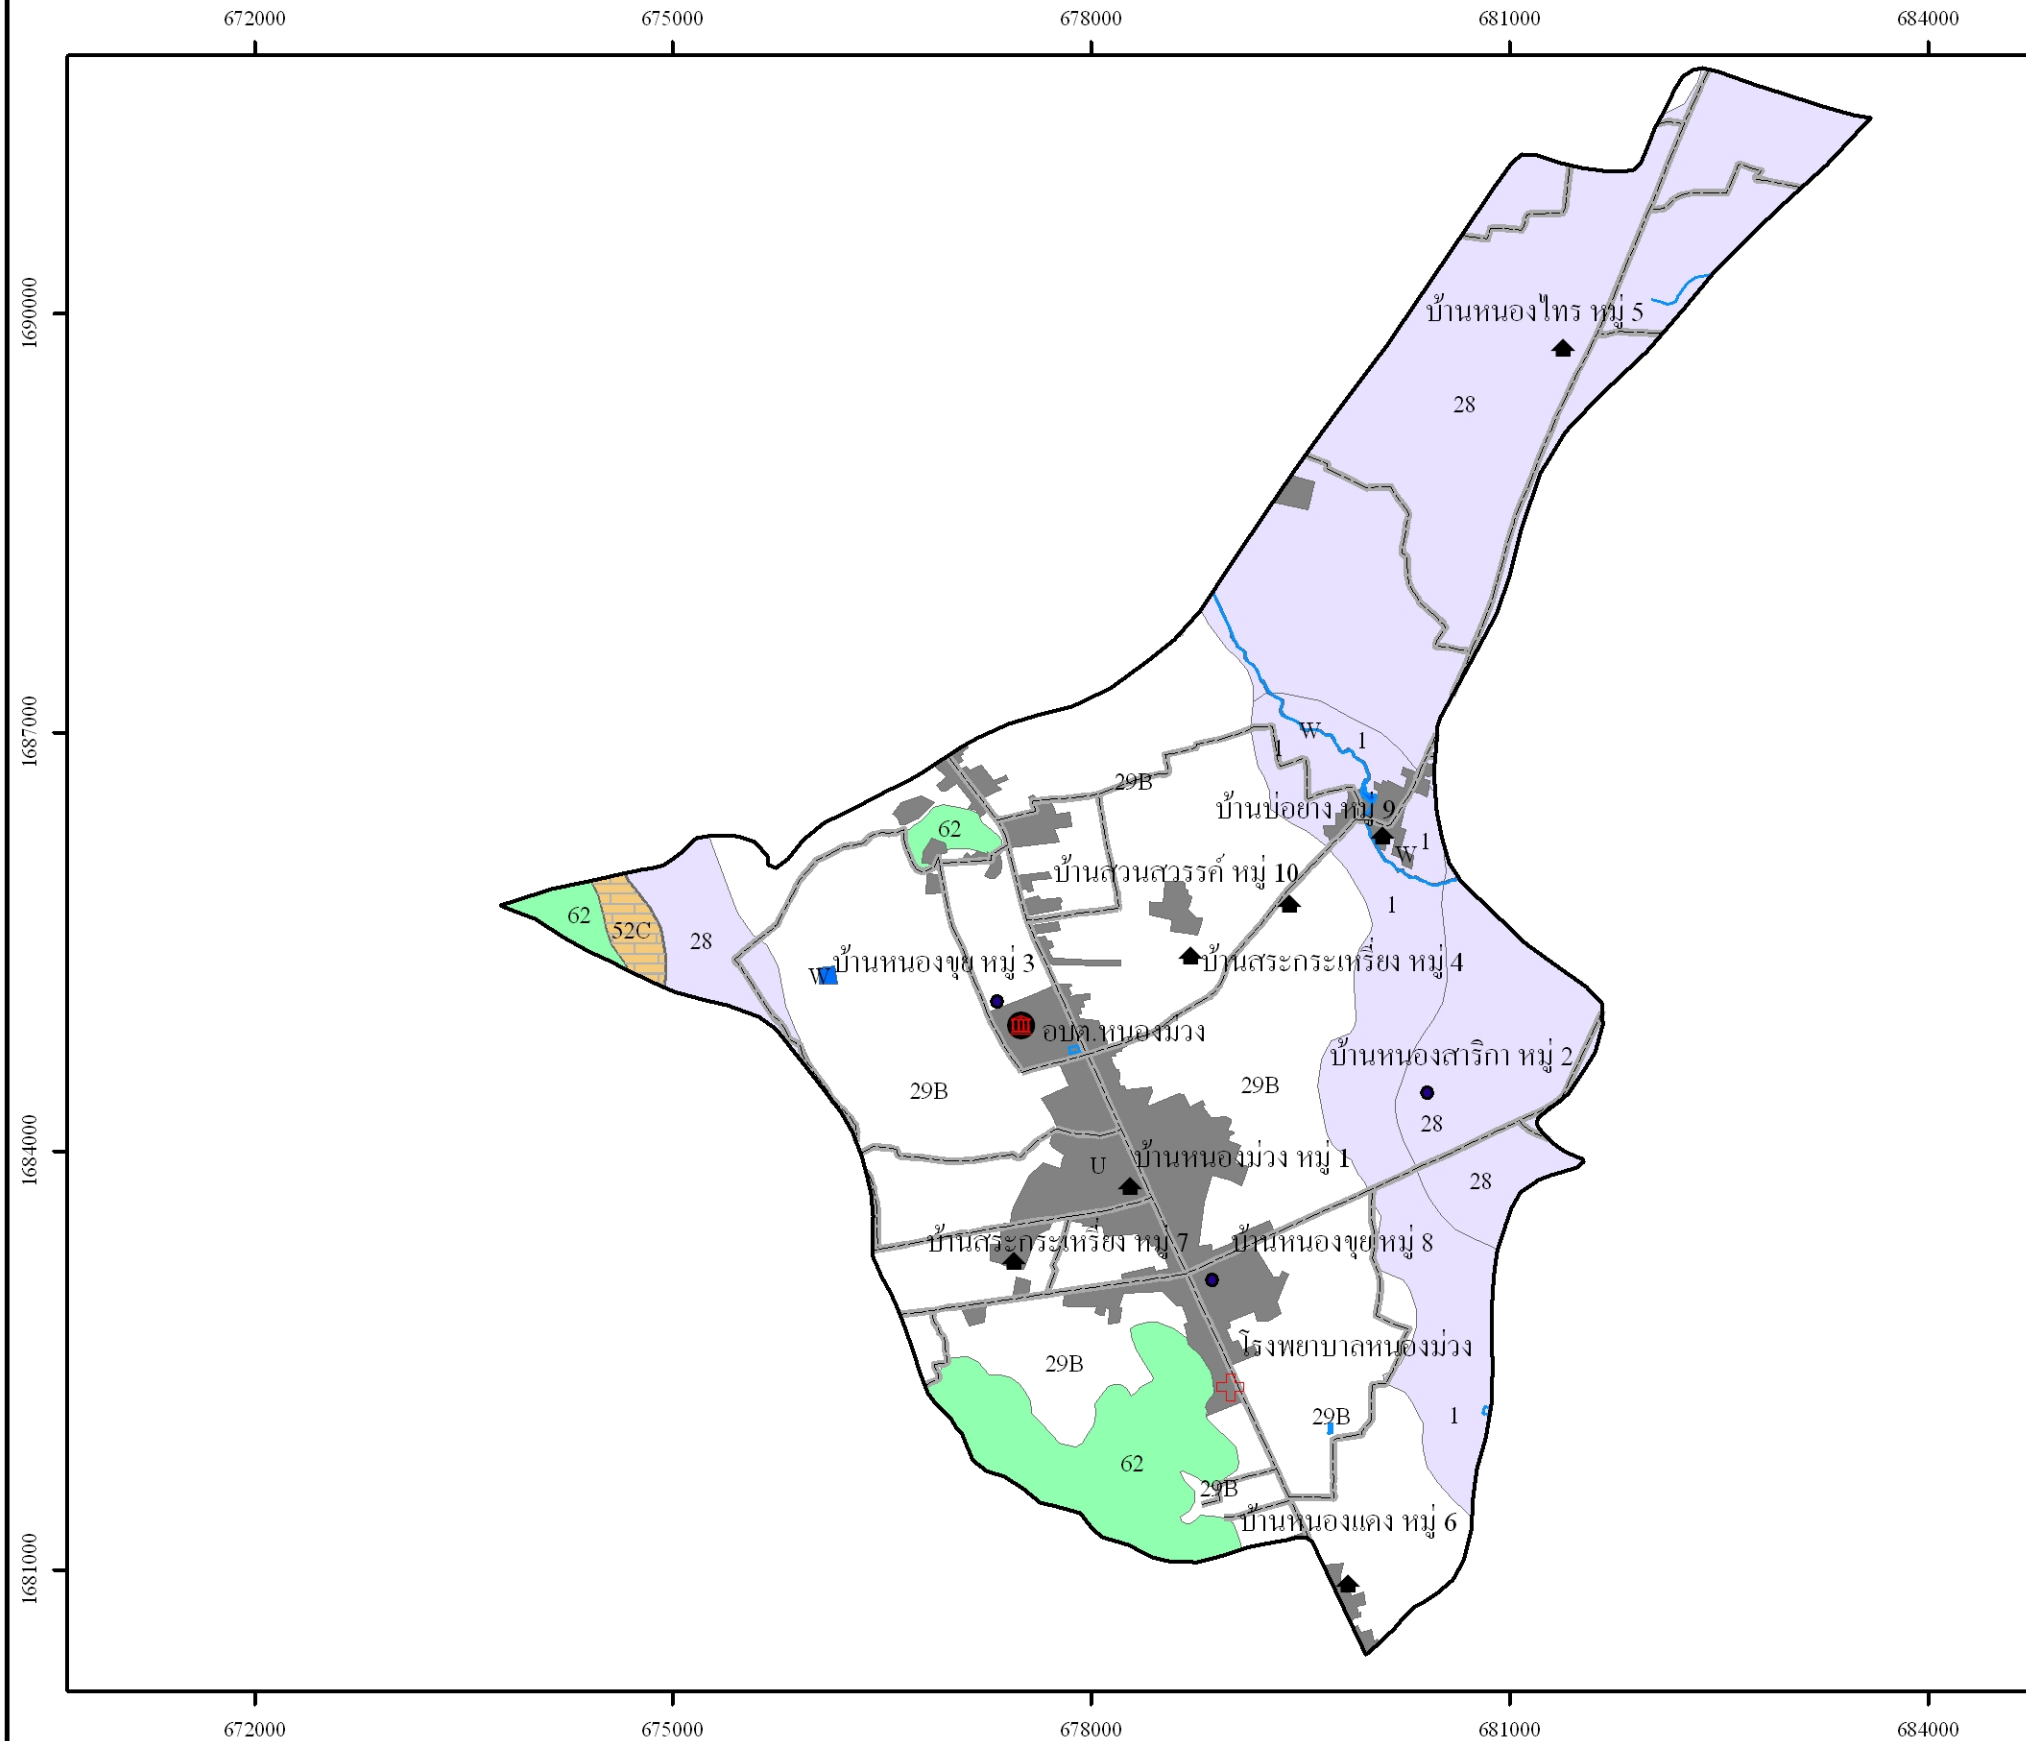 672000
675000
678000
681000
684000
1690000
บ้านหนองไทร หมู่ 5
28
1687000
W
1
1
29B
บ้านบ่อยาง หมู่ 9
62
1
W
บ้านสวนสวรรค์ หมู่ 10
1
62
52C
28
บ้านหนองขุย หมู่ 3
W
บ้านสระกระเหรี่ยง หมู่ 4
อบต.หนองม่วง
บ้านหนองสาริกา หมู่ 2
29B
29B
28
1684000
U
บ้านหนองม่วง หมู่ 1
28
บ้านสระกระเหรี่ยง หมู่ 7
บ้านหนองขุย หมู่ 8
โรงพยาบาลหนองม่วง
29B
29B
1
62
29B
บ้านหนองแดง หมู่ 6
1681000
672000
675000
678000
681000
684000